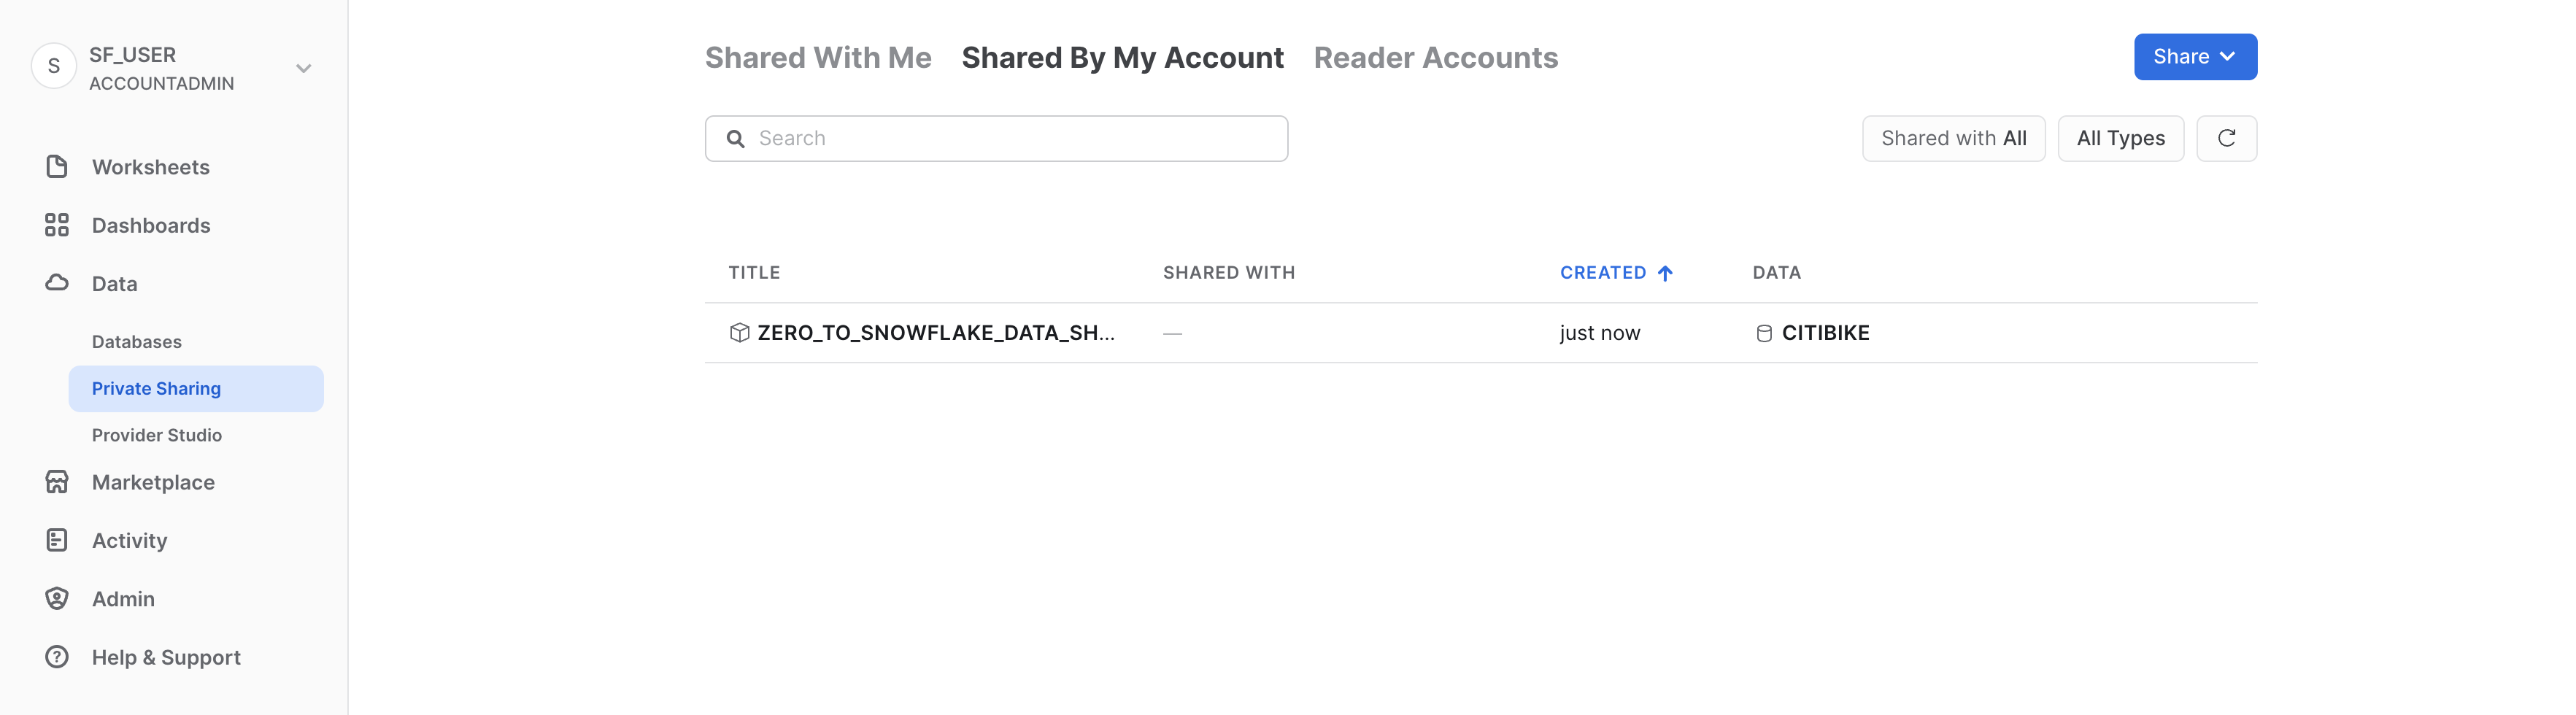 S
SF_USER
ACCOUNTADMIN
Worksheets
Dashboards
Data
Databases
Private Sharing
Provider Studio
Marketplace
Activity
Admin
Help & Support
Shared With Me Shared By My Account Reader Accounts
Share
Search
Shared with All All Types
TITLE SHARED WITH CREATED DATA
ZERO_TO_SNOWFLAKE_DATA_SH... — just now CITIBIKE